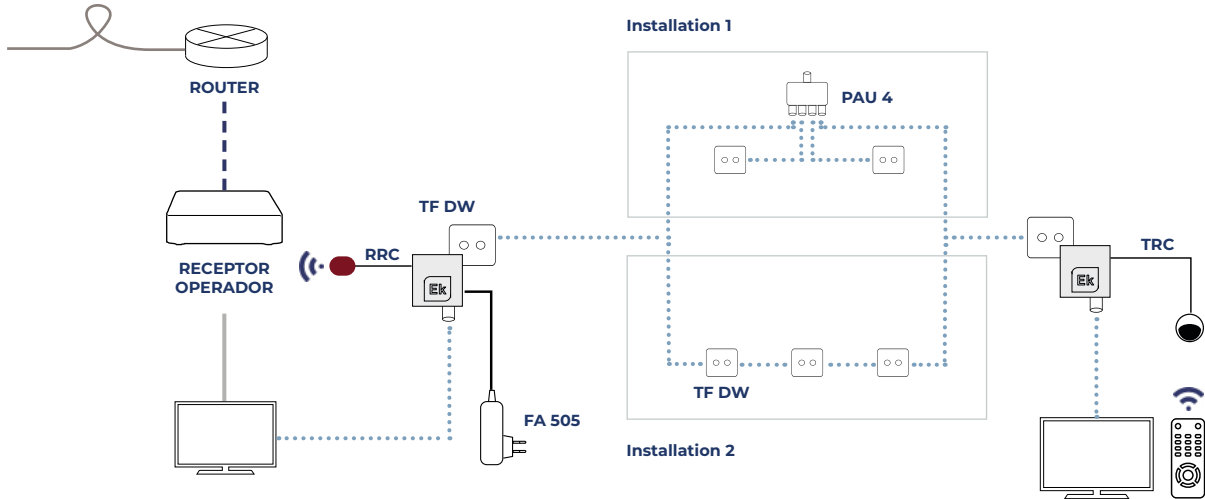 Installation 1
ROUTER
PAU 4
TF DW
RRC
TRC
RECEPTOR
OPERADOR
Ek
Ek
TF DW
FA 505
Installation 2